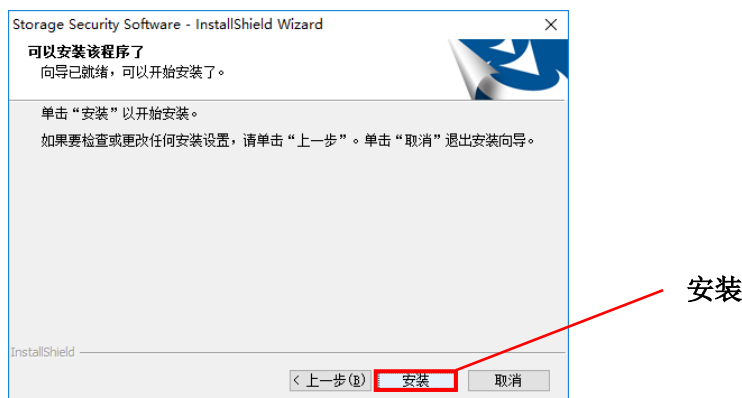 Storage Security Software - InstallShield Wizard
可以安装该程序了
向导已就绪，可以开始安装了。
单击“安装”以开始安装。
如果要检查或更改任何安装设置，请单击“上一步”。单击“取消”退出安装向导。
安装
InstallShield
< 上一步(B) 安装 取消